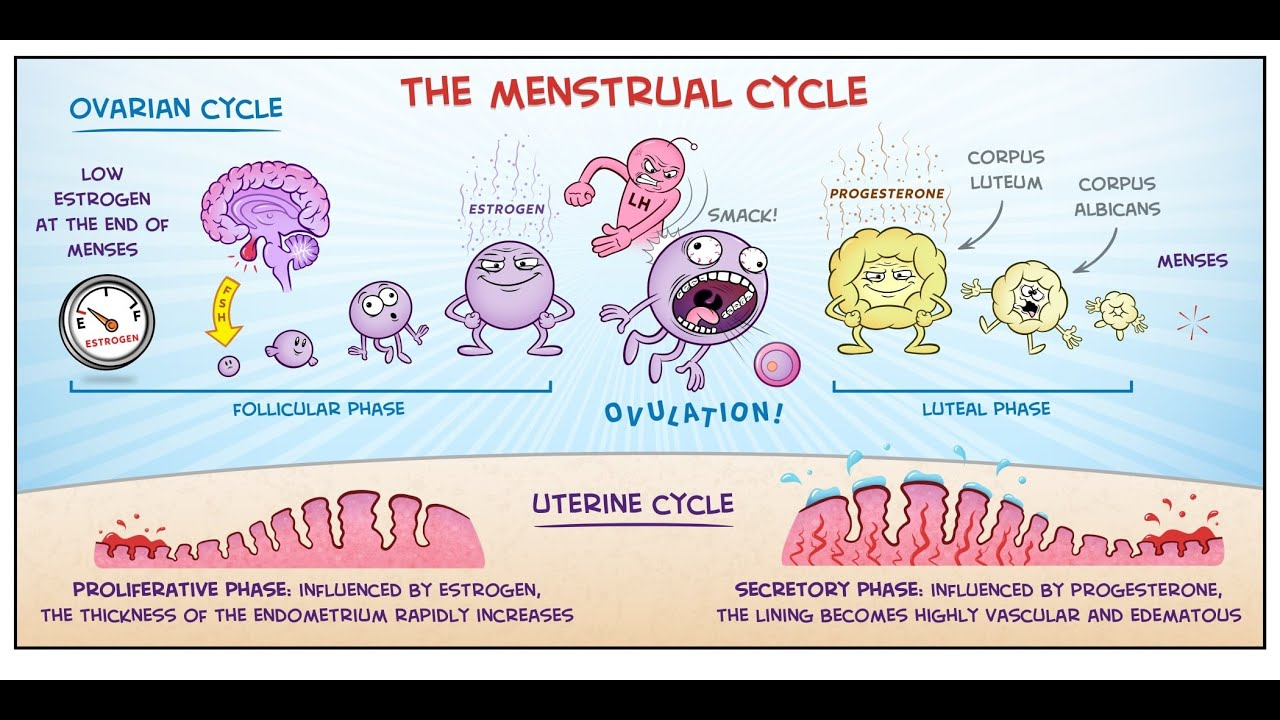 THE MENSTRUAL CYCLE
OVARIAN CYCLE
LOW
ESTROGEN
AT THE END OF
MENSES
E
F
ESTROGEN
FSH
ESTROGEN
LH
SMACK!
PROGESTERONE
CORPUS
LUTEUM
CORPUS
ALBICANS
MENSES
FOLLICULAR PHASE
OVULATION!
LUTEAL PHASE
UTERINE CYCLE
PROLIFERATIVE PHASE: INFLUENCED BY ESTROGEN,
THE THICKNESS OF THE ENDOMETRIUM RAPIDLY INCREASES
SECRETORY PHASE: INFLUENCED BY PROGESTERONE,
THE LINING BECOMES HIGHLY VASCULAR AND EDEMATOUS